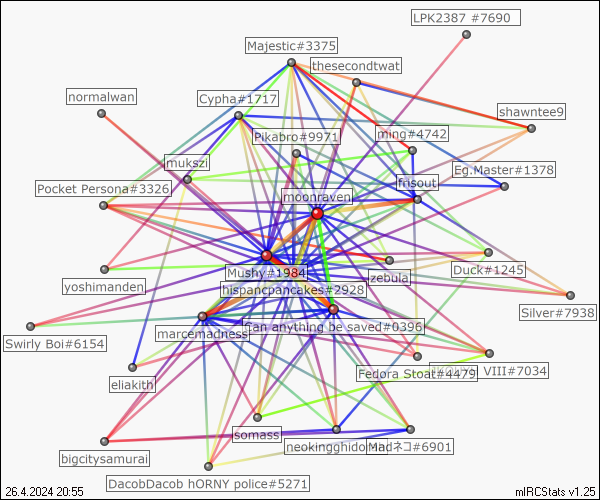 LPK2387 #7690
Majestic#3375
thesecondtwat
normalwan
Cypha#1717
shawntee9
Pikabro#9971
ming#4742
mukszi
Eg.Master#1378
Pocket Persona#3326
frisout
moonraven
Mushy#1984
zebula
Duck#1245
yoshimanden
hispancpancakes#2928
Silver#7938
marcemadness
can anything be saved#0396
Swirly Boi#6154
Fedora Stoat#4479
VIII#7034
eliakith
somass
neokingghidora
Madネコ#6901
bigcitysamurai
DacobDacob hORNY police#5271
26.4.2024 20:55
mIRCStats v1.25